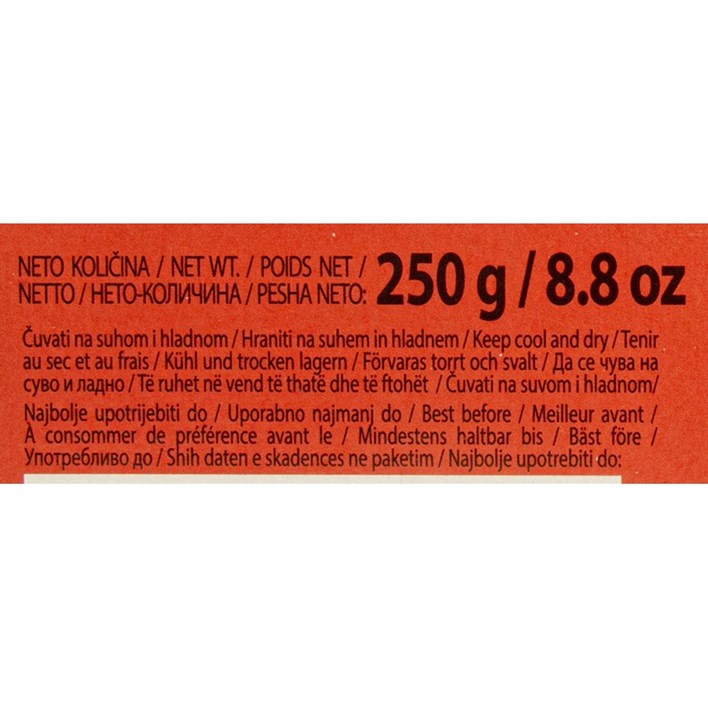 NETO KOLIČINA / NET WT. / POIDS NET /
NETTO / НЕТО-КОЛИЧИНА / PESHA NETO: 250 g / 8.8 oz
Čuvati na suhom i hladnom / Hraniti na suhem in hladnem / Keep cool and dry / Tenir
au sec et au frais / Kühl und trocken lagern / Förvaras torrt och svalt / Да се чува на
суво и ладно / Të ruhet në vend të thatë dhe të ftohët / Čuvati na suvom i hladnom/
Najbolje upotrijebiti do / Uporabno najmanj do / Best before / Meilleur avant /
À consommer de préférence avant le / Mindestens haltbar bis / Bäst före /
Употребливо до / Shih daten e skadences ne paketim / Najbolje upotrebiti do: